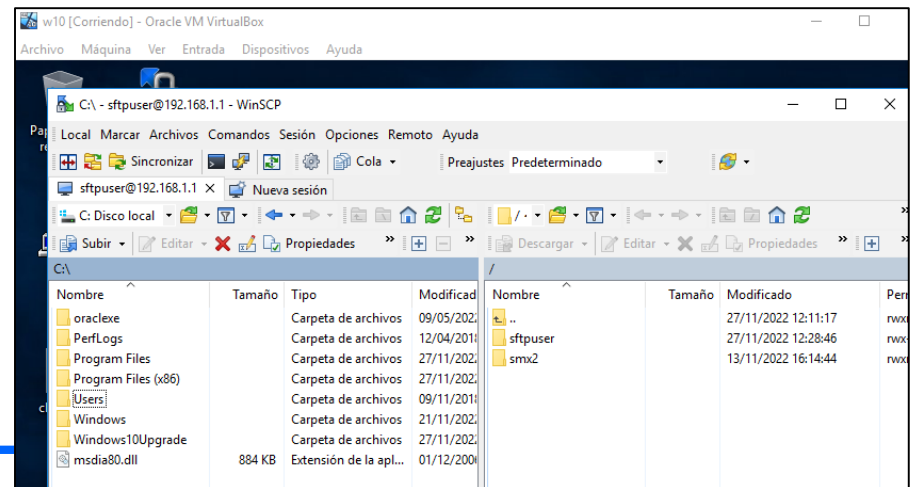 w10 [Corriendo] - Oracle VM VirtualBox
Archivo Máquina Ver Entrada Dispositivos Ayuda
C:\ - sftpuser@192.168.1.1 - WinSCP
Local Marcar Archivos Comandos Sesión Opciones Remoto Ayuda
Sincronizar Cola Preajustes Predeterminado
sftpuser@192.168.1.1 Nueva sesión
C: Disco local /
Subir Editar Propiedades » Descargar Editar Propiedades » »
C:\ /
Nombre Tamaño Tipo Modificad Nombre Tamaño Modificado Perr
oraclexe Carpeta de archivos 09/05/202 .. 27/11/2022 12:11:17
PerfLogs Carpeta de archivos 12/04/201 sftpuser 27/11/2022 12:28:46
Program Files Carpeta de archivos 27/11/202 smx2 13/11/2022 16:14:44
Program Files (x86) Carpeta de archivos 27/11/202
Users Carpeta de archivos 09/11/201
Windows Carpeta de archivos 21/11/202
Windows10Upgrade Carpeta de archivos 27/11/202
msdia80.dll 884 KB Extensión de la apl... 01/12/200